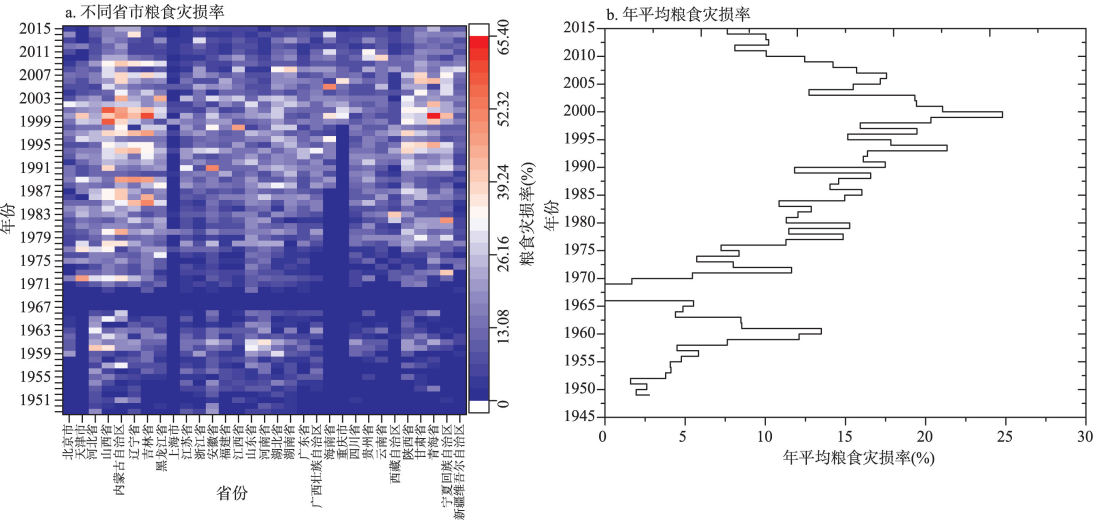 a. 不同省市粮食灾损率
2015
2011
2007
2003
1999
1995
1991
1987
1983
1979
1975
1971
1967
1963
1959
1955
1951
年份
北京市
天津市
河北省
山西省
内蒙古自治区
辽宁省
吉林省
黑龙江省
上海市
江苏省
浙江省
安徽省
福建省
江西省
山东省
河南省
湖北省
湖南省
广东省
广西壮族自治区
海南省
重庆市
四川省
贵州省
云南省
西藏自治区
陕西省
甘肃省
青海省
宁夏回族自治区
新疆维吾尔自治区
省份
65.40
52.32
39.24
26.16
13.08
0
粮食灾损率(%)
b. 年平均粮食灾损率
2015
2010
2005
2000
1995
1990
1985
1980
1975
1970
1965
1960
1955
1950
1945
年份
0
5
10
15
20
25
30
年平均粮食灾损率(%)